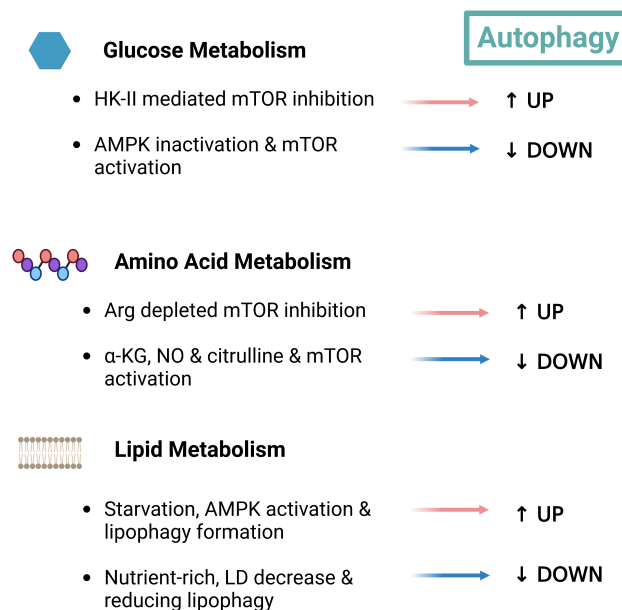 Autophagy
Glucose Metabolism
• HK-II mediated mTOR inhibition
↑ UP
• AMPK inactivation & mTOR
activation
↓ DOWN
Amino Acid Metabolism
• Arg depleted mTOR inhibition
↑ UP
• α-KG, NO & citrulline & mTOR
activation
↓ DOWN
Lipid Metabolism
• Starvation, AMPK activation &
lipophagy formation
↑ UP
• Nutrient-rich, LD decrease &
reducing lipophagy
↓ DOWN